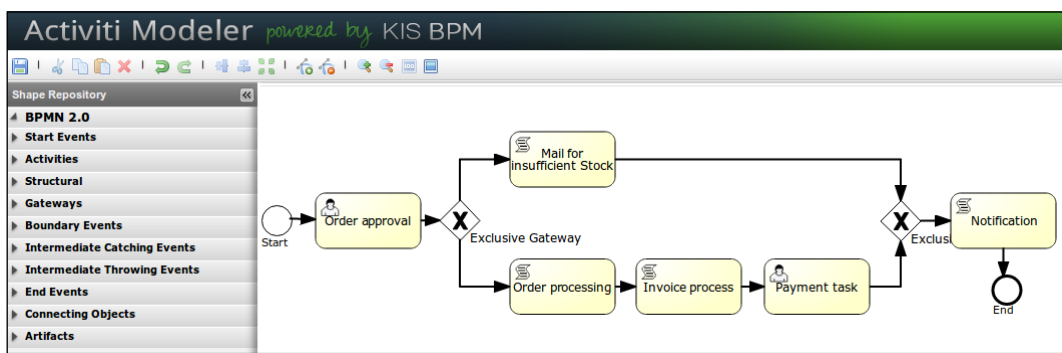 Activiti Modeler powered by KIS BPM
Shape Repository
BPMN 2.0
Start Events
Activities
Structural
Gateways
Boundary Events
Intermediate Catching Events
Intermediate Throwing Events
End Events
Connecting Objects
Artifacts
Start
Order approval
X
Exclusive Gateway
Mail for
insufficient Stock
Order processing
Invoice process
Payment task
X
Exclusi
Notification
End